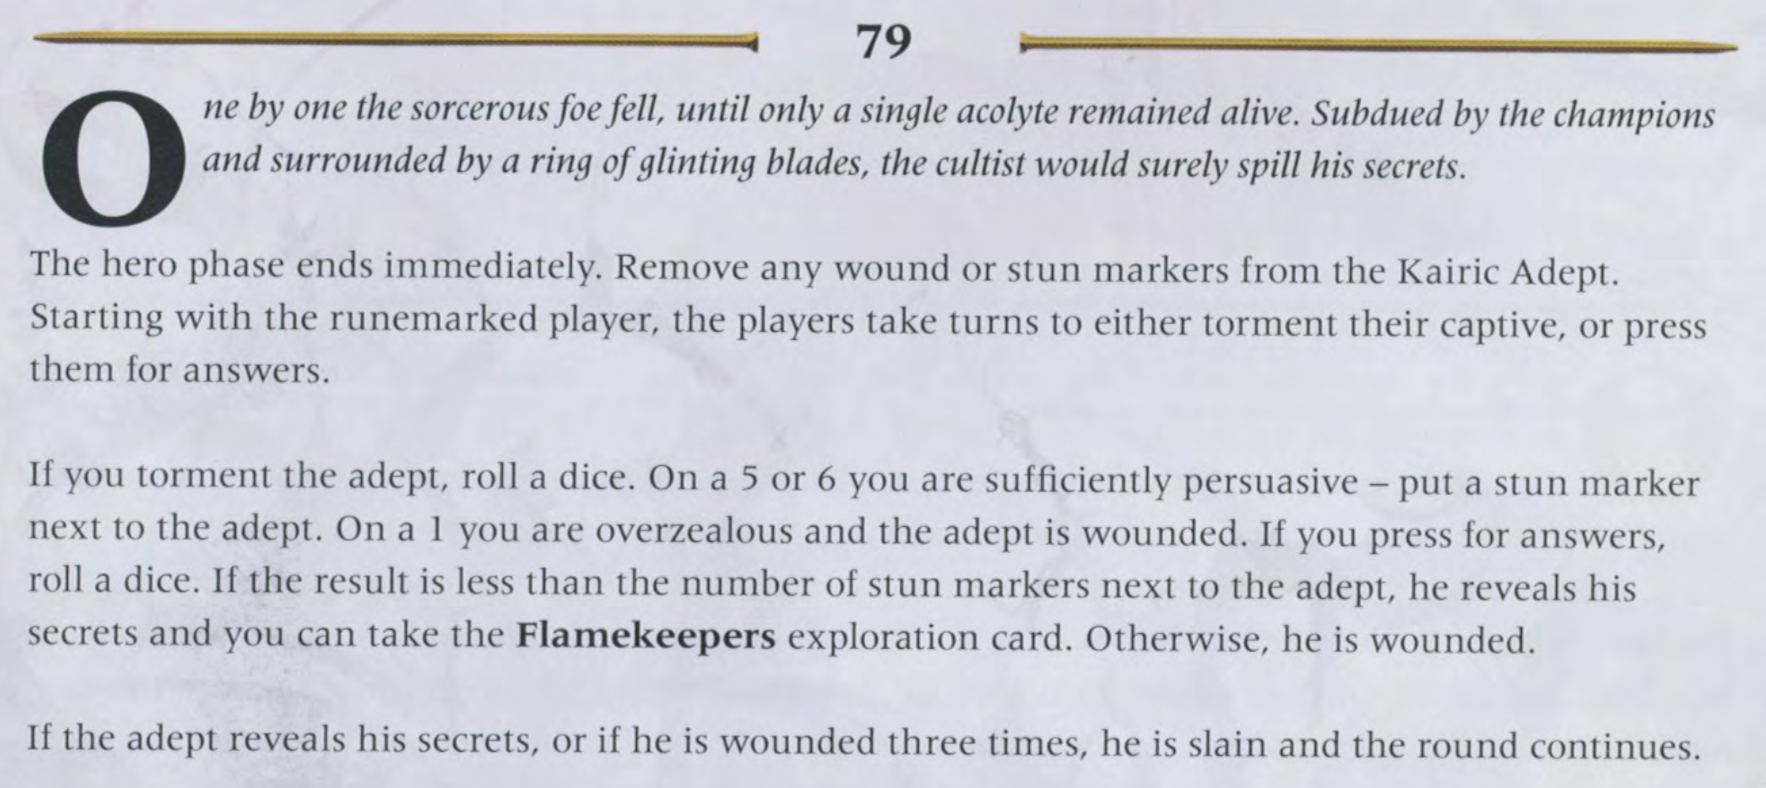 79
One by one the sorcerous foe fell, until only a single acolyte remained alive. Subdued by the champions
and surrounded by a ring of glinting blades, the cultist would surely spill his secrets.
The hero phase ends immediately. Remove any wound or stun markers from the Kairic Adept.
Starting with the runemarked player, the players take turns to either torment their captive, or press
them for answers.
If you torment the adept, roll a dice. On a 5 or 6 you are sufficiently persuasive – put a stun marker
next to the adept. On a 1 you are overzealous and the adept is wounded. If you press for answers,
roll a dice. If the result is less than the number of stun markers next to the adept, he reveals his
secrets and you can take the Flamekeepers exploration card. Otherwise, he is wounded.
If the adept reveals his secrets, or if he is wounded three times, he is slain and the round continues.